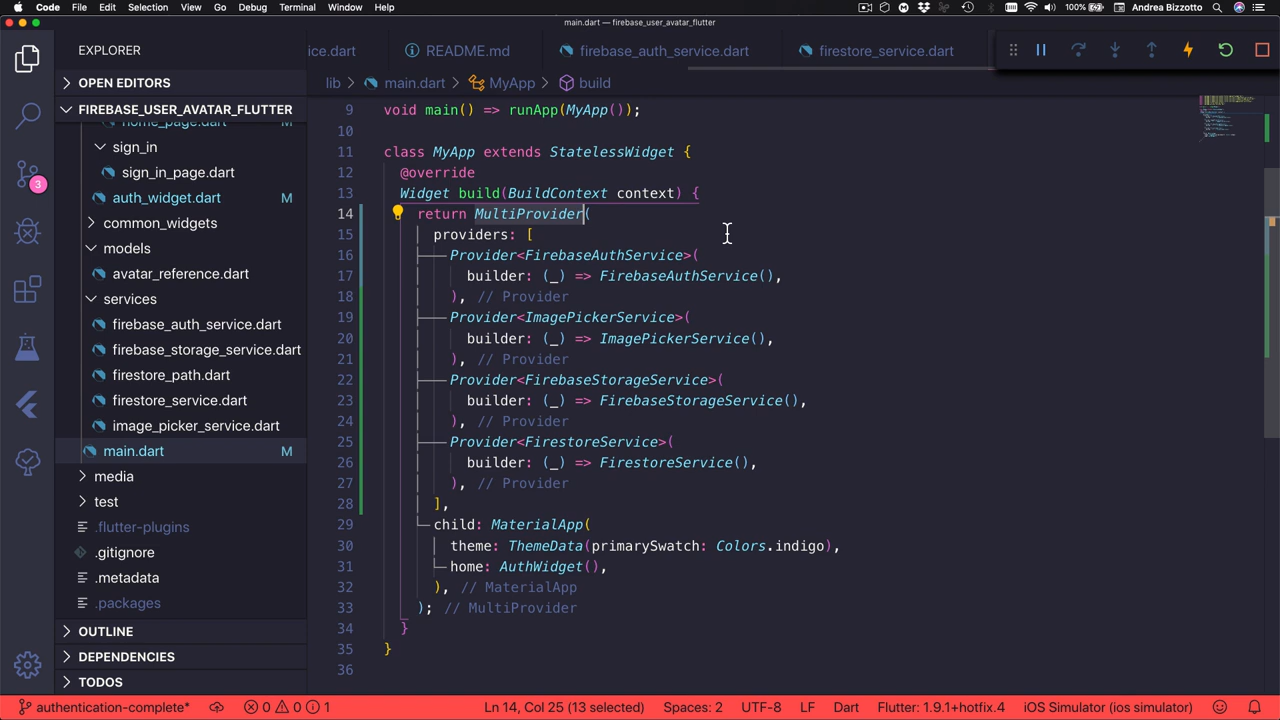 Code File Edit Selection View Go Debug Terminal Window Help 100% Andrea Bizzotto
main.dart — firebase_user_avatar_flutter
EXPLORER
OPEN EDITORS
FIREBASE_USER_AVATAR_FLUTTER
home_page.dart M
sign_in
sign_in_page.dart
auth_widget.dart M
common_widgets
models
avatar_reference.dart
services
firebase_auth_service.dart
firebase_storage_service.dart
firestore_path.dart
firestore_service.dart
image_picker_service.dart
main.dart M
media
test
.flutter-plugins
.gitignore
.metadata
.packages
OUTLINE
DEPENDENCIES
TODOS
3
ice.dart README.md firebase_auth_service.dart firestore_service.dart
lib > main.dart > MyApp > build
9 void main() => runApp(MyApp());
10
11 class MyApp extends StatelessWidget {
12 @override
13 Widget build(BuildContext context) {
14 return MultiProvider(
15 providers: [
16 Provider<FirebaseAuthService>(
17 builder: (_) => FirebaseAuthService(),
18 ), // Provider
19 Provider<ImagePickerService>(
20 builder: (_) => ImagePickerService(),
21 ), // Provider
22 Provider<FirebaseStorageService>(
23 builder: (_) => FirebaseStorageService(),
24 ), // Provider
25 Provider<FirestoreService>(
26 builder: (_) => FirestoreService(),
27 ), // Provider
28 ],
29 child: MaterialApp(
30 theme: ThemeData(primarySwatch: Colors.indigo),
31 home: AuthWidget(),
32 ), // MaterialApp
33 ); // MultiProvider
34 }
35 }
36
authentication-complete* 0 0 1 Ln 14, Col 25 (13 selected) Spaces: 2 UTF-8 LF Dart Flutter: 1.9.1+hotfix.4 iOS Simulator (ios simulator)